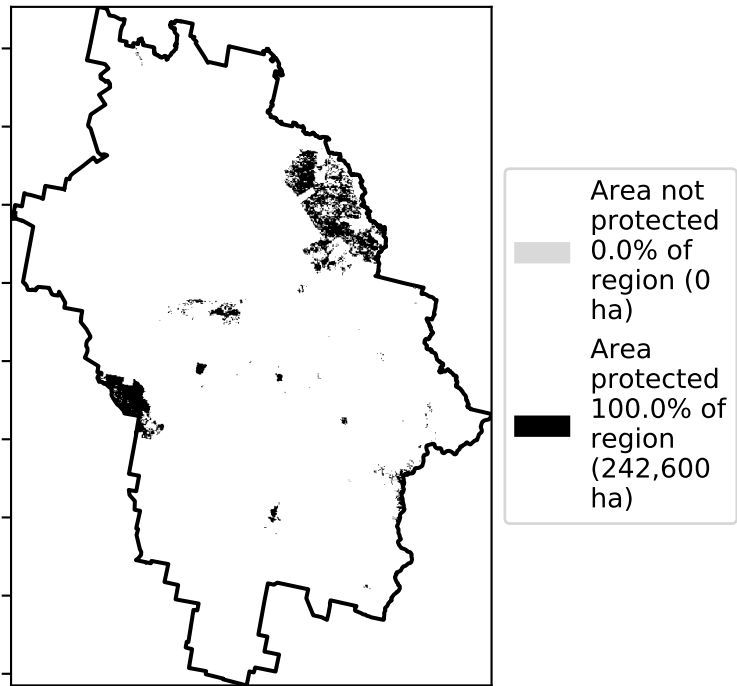 Area not
protected
0.0% of
region (0
ha)
Area
protected
100.0% of
region
(242,600
ha)